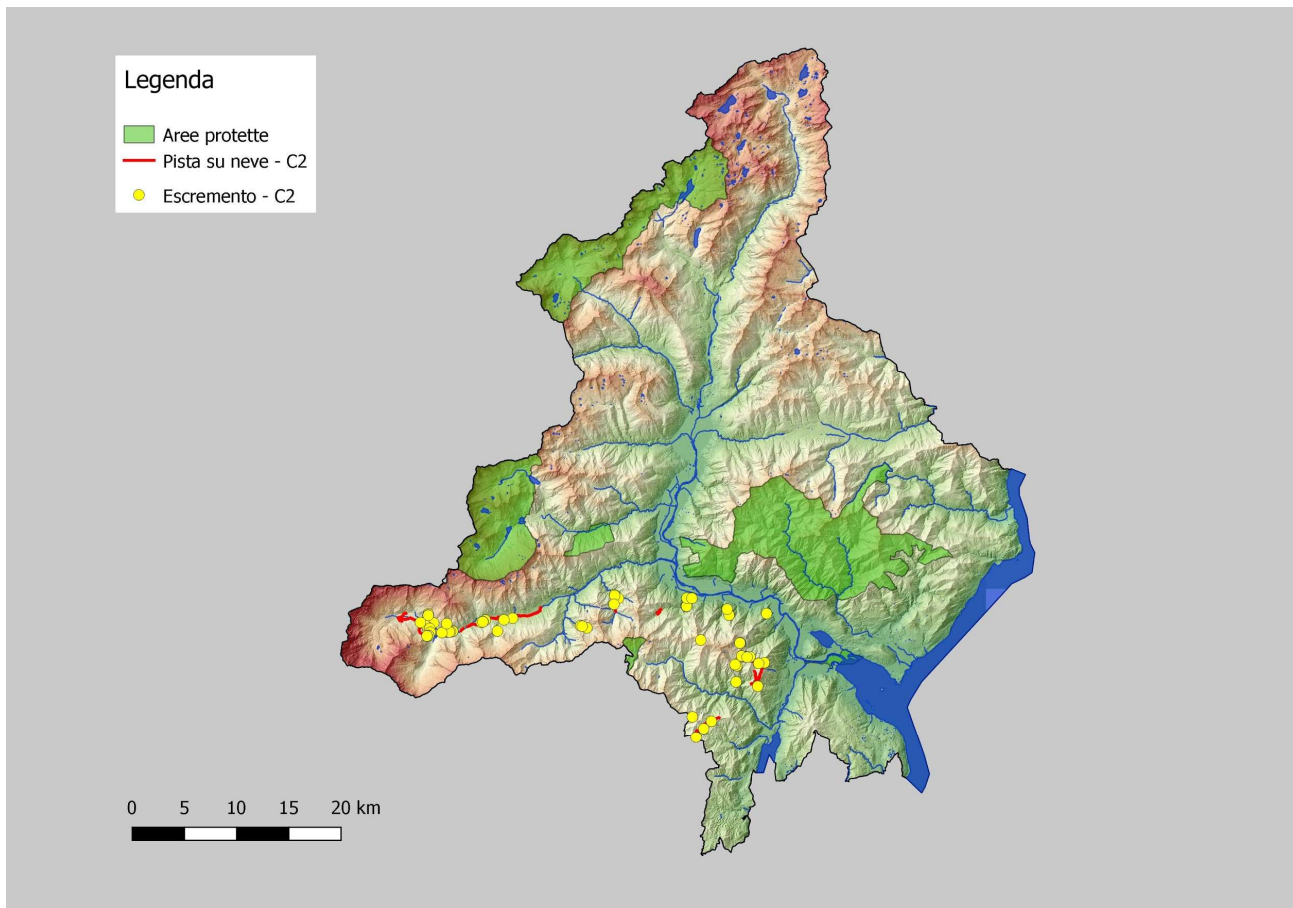 Legenda
Aree protette
Pista su neve - C2
Escremento - C2
0 5 10 15 20 km